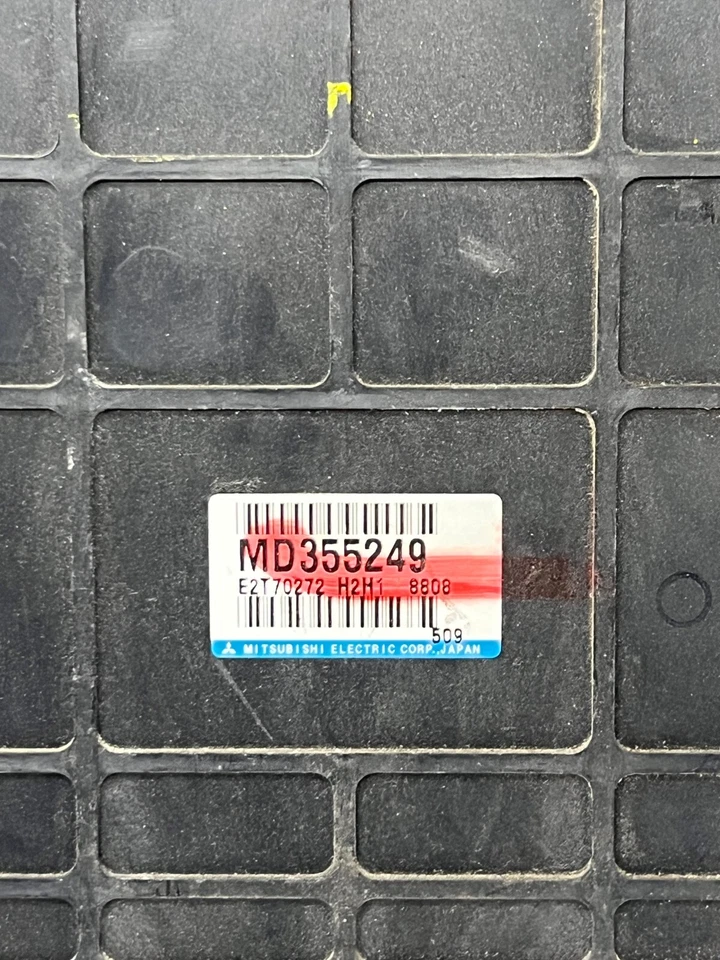 MD355249
E2T70272 H2H1 8808
509
MITSUBISHI ELECTRIC CORP. JAPAN